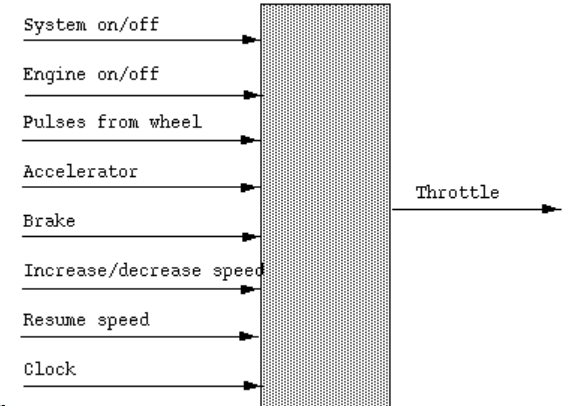 System on/off
Engine on/off
Pulses from wheel
Accelerator
Throttle
Brake
Increase/decrease speed
Resume speed
Clock